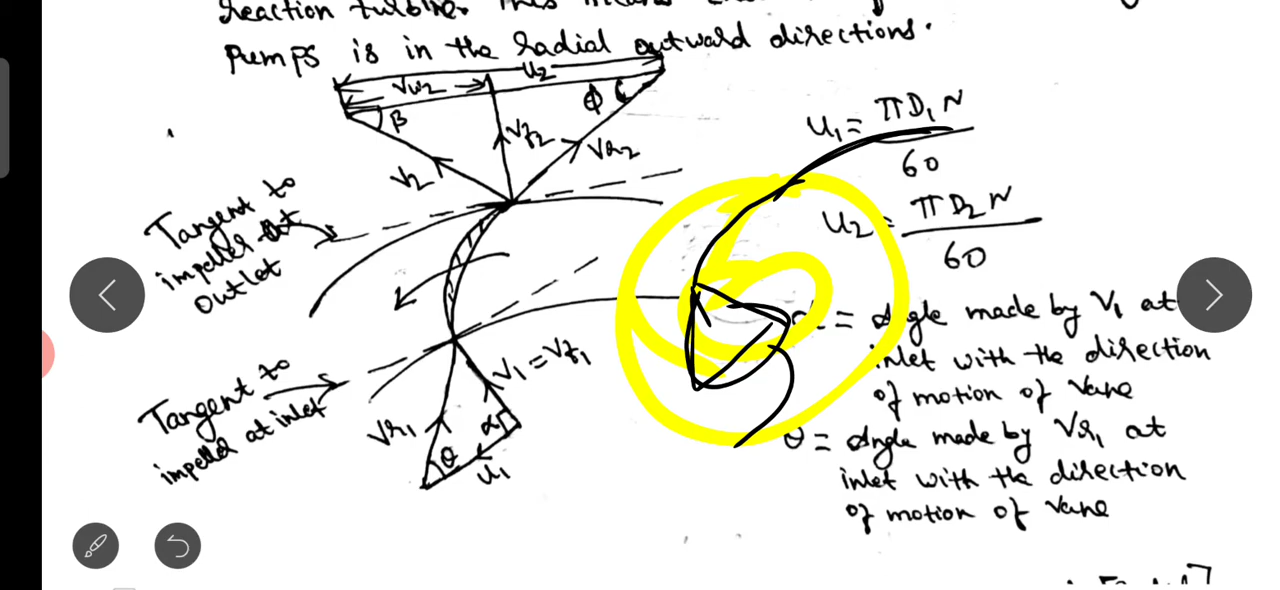 pumps is in the radial outward directions.
u2
Vw2
β
ϕ
Vf2
Vr2
V2
Tangent to
impeller at
outlet
Tangent to
impeller at inlet
V1 = Vf1
Vr1
α
θ
u1
u1 = πD1N
60
u2 = πD2N
60
= Angle made by V1 at
inlet with the direction
of motion of vane
θ = Angle made by Vr1 at
inlet with the direction
of motion of vane